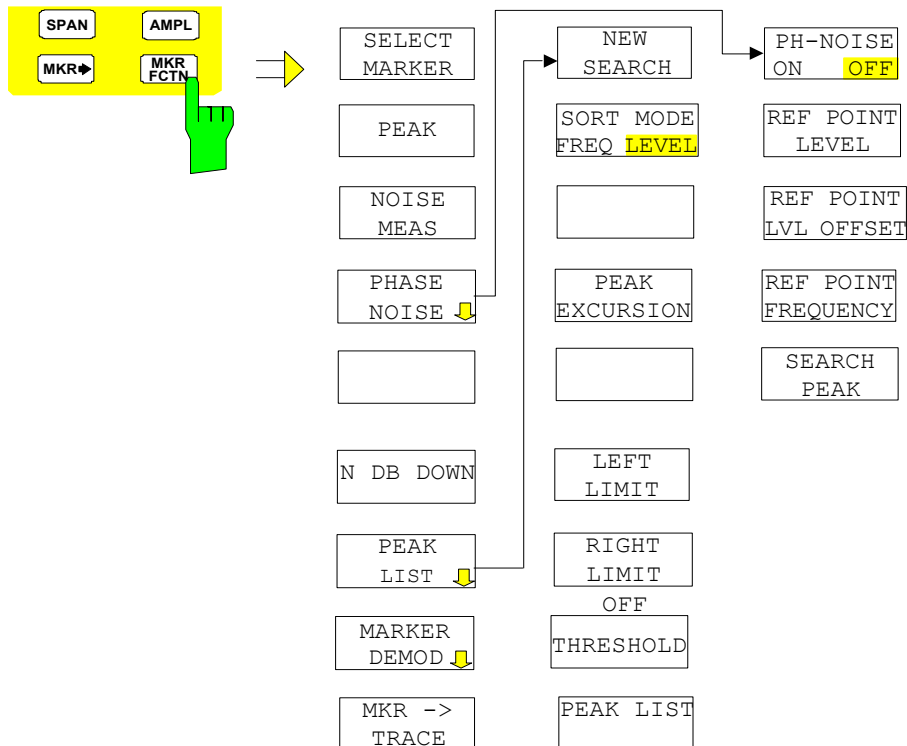 SPAN
AMPL
MKR➔
MKR
FCTN
SELECT
MARKER
PEAK
NOISE
MEAS
PHASE
NOISE
N DB DOWN
PEAK
LIST
MARKER
DEMOD
MKR ->
TRACE
NEW
SEARCH
SORT MODE
FREQ LEVEL
PEAK
EXCURSION
LEFT
LIMIT
RIGHT
LIMIT
OFF
THRESHOLD
PEAK LIST
PH-NOISE
ON OFF
REF POINT
LEVEL
REF POINT
LVL OFFSET
REF POINT
FREQUENCY
SEARCH
PEAK